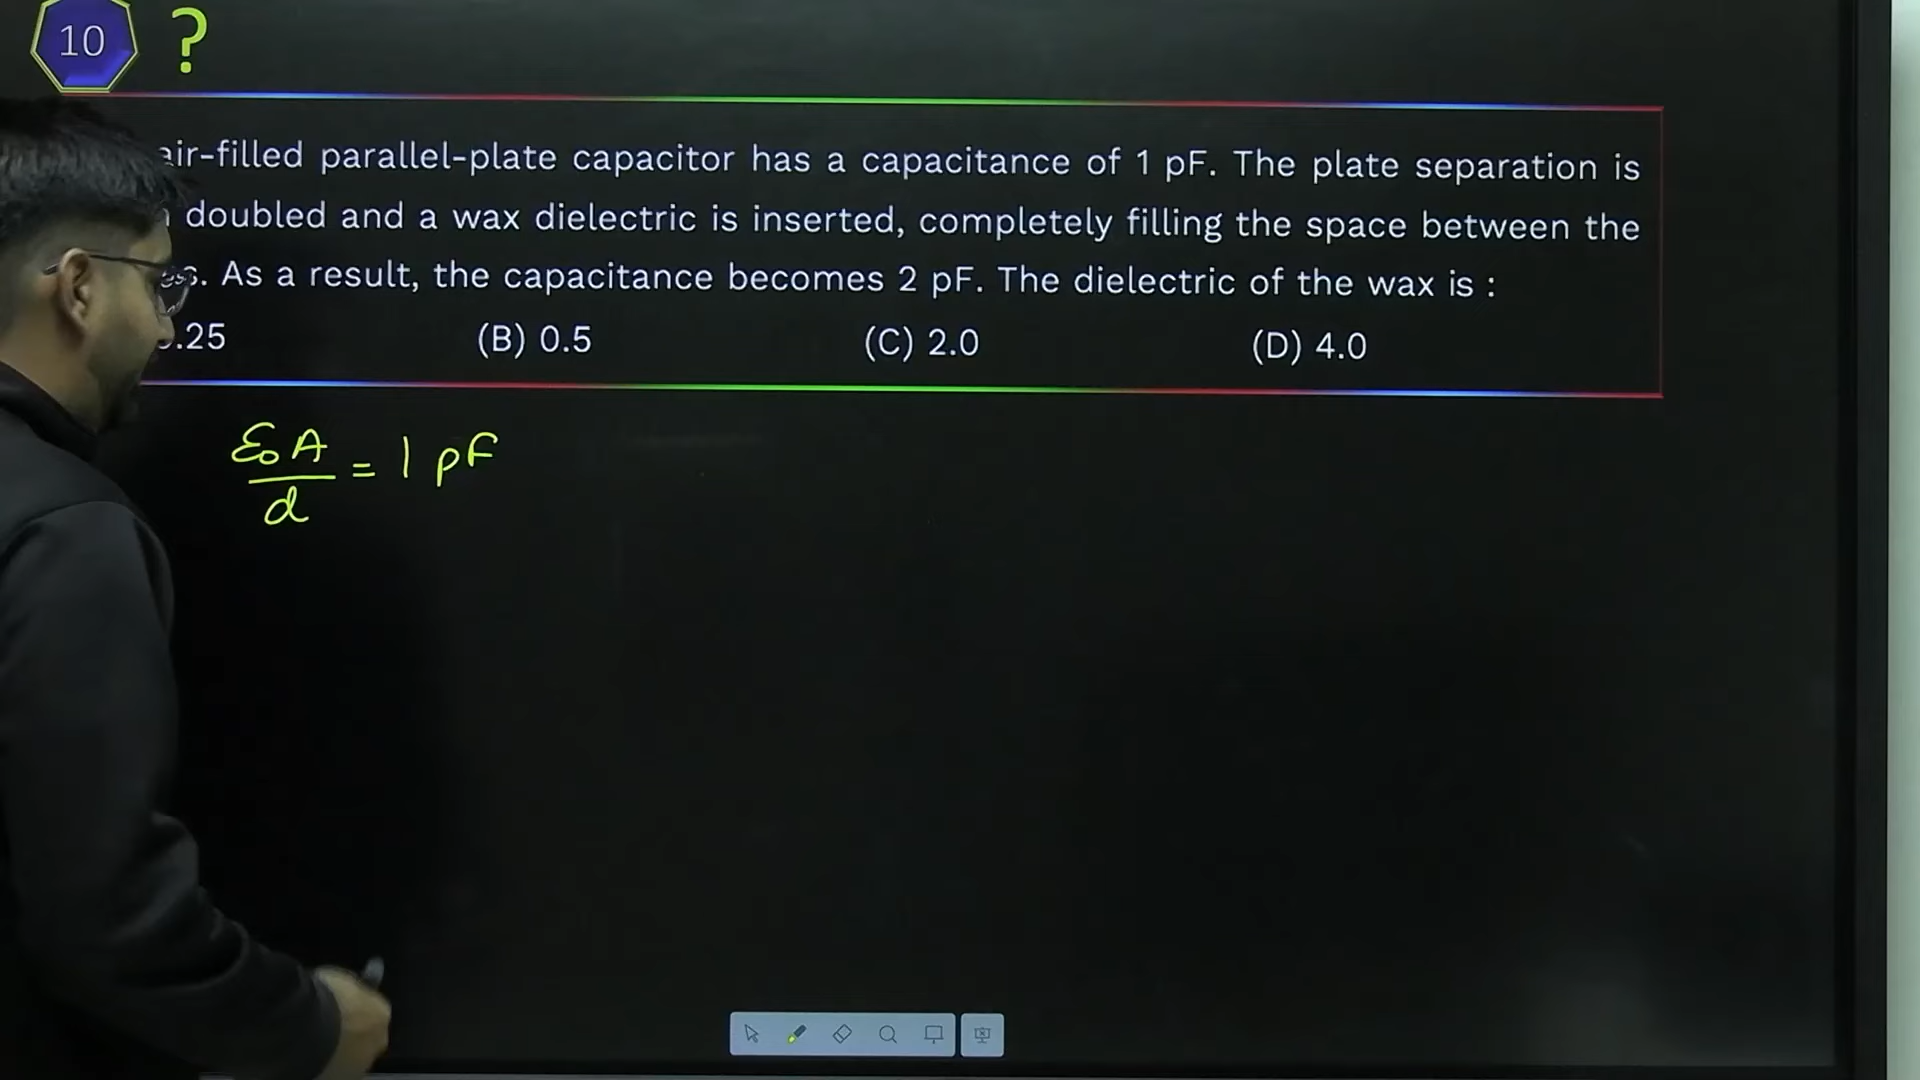 10 ?
air-filled parallel-plate capacitor has a capacitance of 1 pF. The plate separation is
doubled and a wax dielectric is inserted, completely filling the space between the
es. As a result, the capacitance becomes 2 pF. The dielectric of the wax is :
.25 (B) 0.5 (C) 2.0 (D) 4.0
ε₀A/d = 1 pF